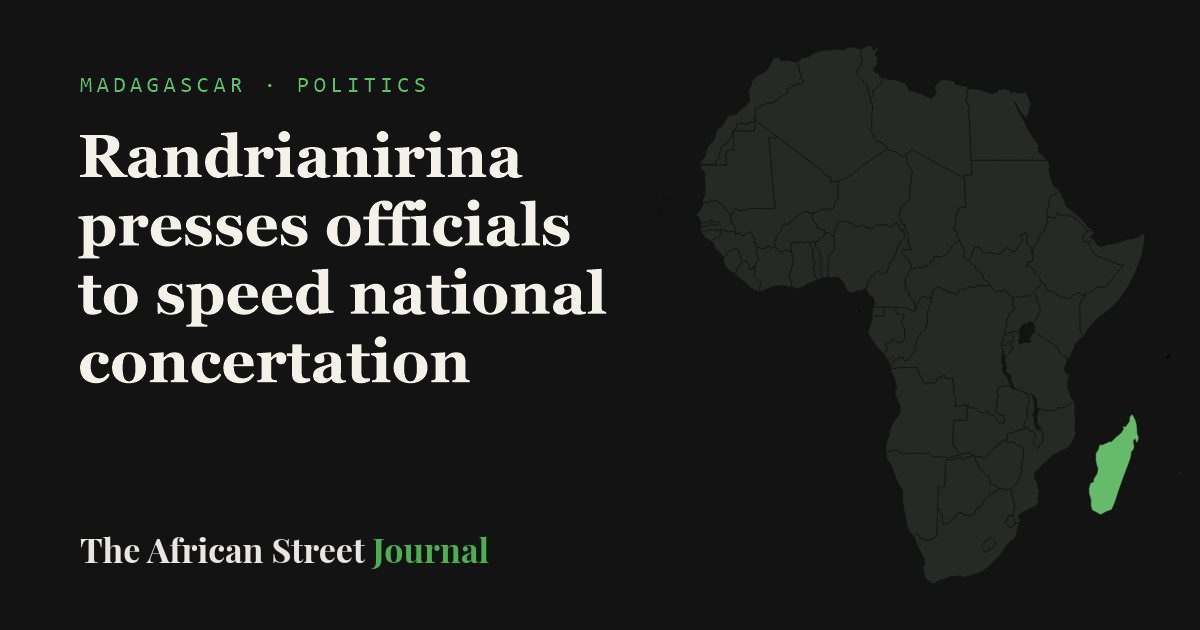 MADAGASCAR · POLITICS
Randrianirina
presses officials
to speed national
concertation
The African Street Journal